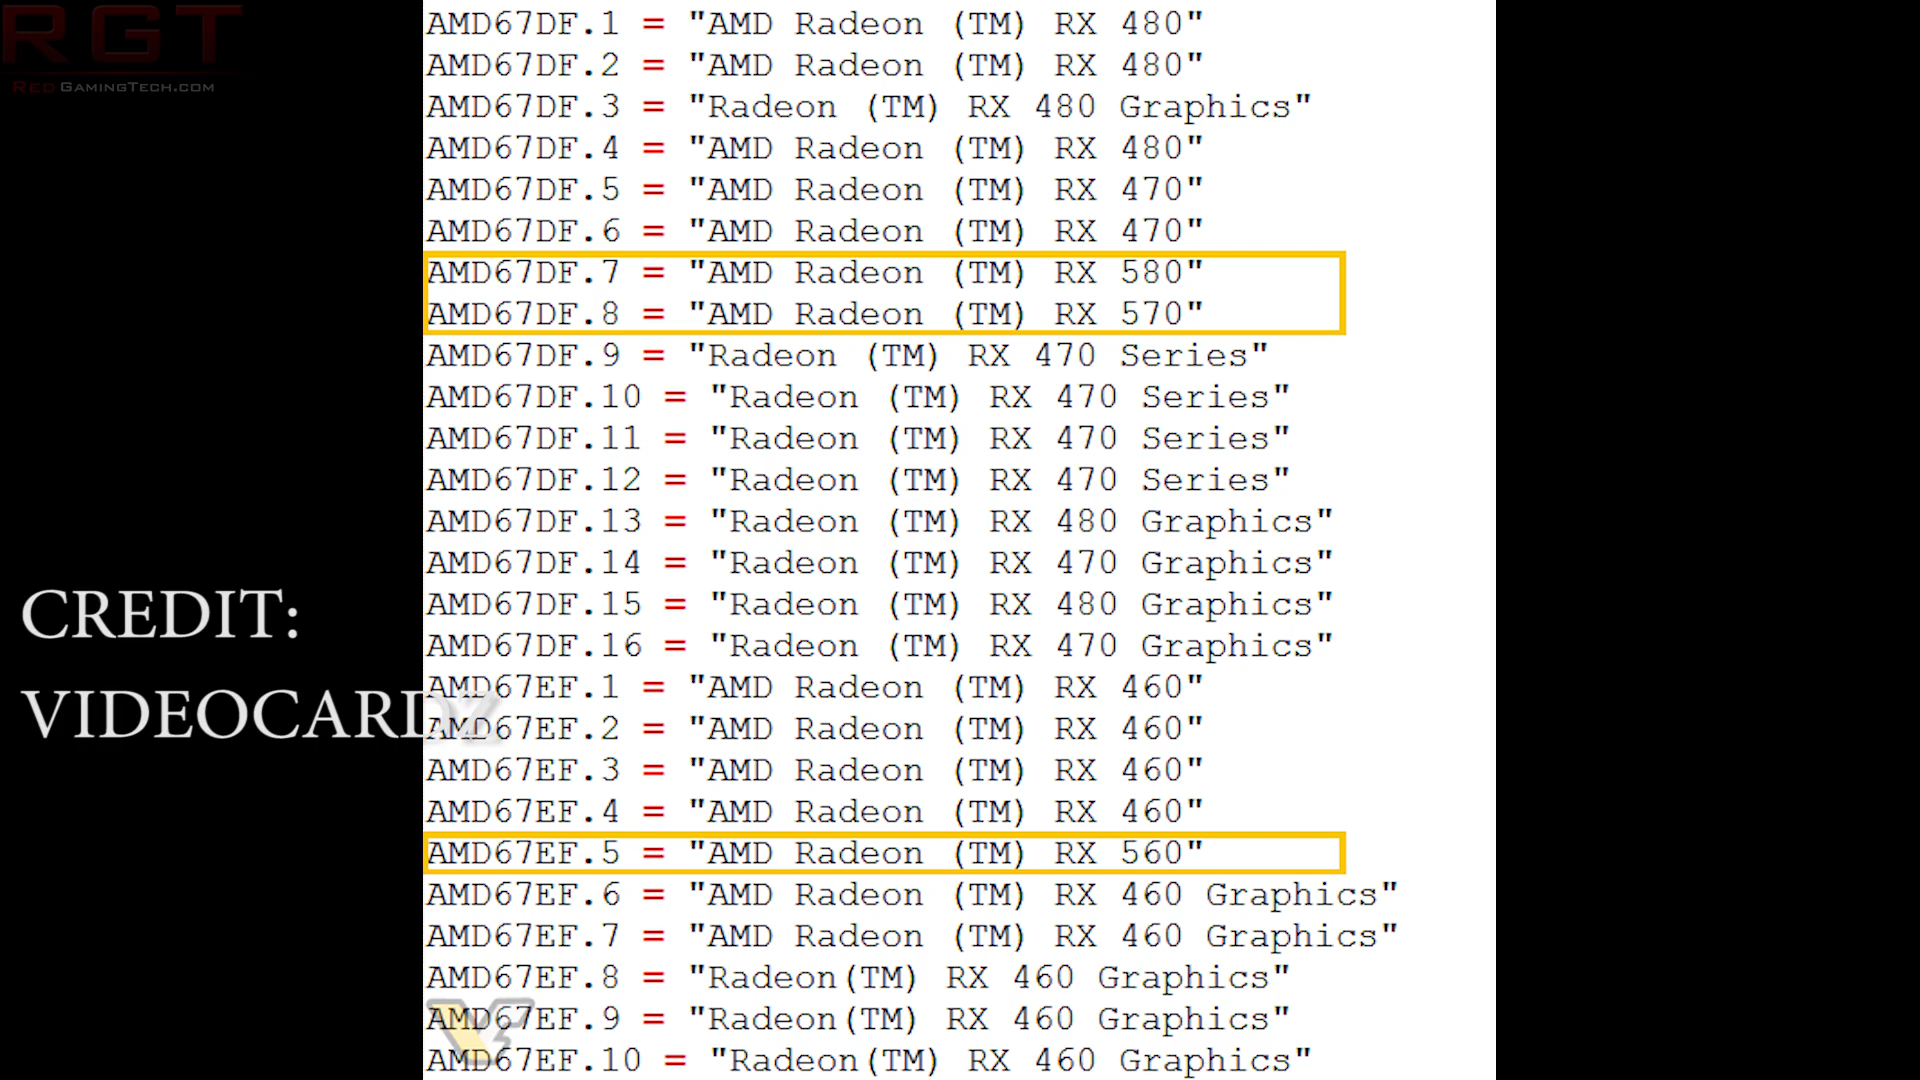 RGT
RedGamingTech.com
AMD67DF.1 = "AMD Radeon (TM) RX 480"
AMD67DF.2 = "AMD Radeon (TM) RX 480"
AMD67DF.3 = "Radeon (TM) RX 480 Graphics"
AMD67DF.4 = "AMD Radeon (TM) RX 480"
AMD67DF.5 = "AMD Radeon (TM) RX 470"
AMD67DF.6 = "AMD Radeon (TM) RX 470"
AMD67DF.7 = "AMD Radeon (TM) RX 580"
AMD67DF.8 = "AMD Radeon (TM) RX 570"
AMD67DF.9 = "Radeon (TM) RX 470 Series"
AMD67DF.10 = "Radeon (TM) RX 470 Series"
AMD67DF.11 = "Radeon (TM) RX 470 Series"
AMD67DF.12 = "Radeon (TM) RX 470 Series"
AMD67DF.13 = "Radeon (TM) RX 480 Graphics"
AMD67DF.14 = "Radeon (TM) RX 470 Graphics"
AMD67DF.15 = "Radeon (TM) RX 480 Graphics"
AMD67DF.16 = "Radeon (TM) RX 470 Graphics"
AMD67EF.1 = "AMD Radeon (TM) RX 460"
AMD67EF.2 = "AMD Radeon (TM) RX 460"
AMD67EF.3 = "AMD Radeon (TM) RX 460"
AMD67EF.4 = "AMD Radeon (TM) RX 460"
AMD67EF.5 = "AMD Radeon (TM) RX 560"
AMD67EF.6 = "AMD Radeon (TM) RX 460 Graphics"
AMD67EF.7 = "AMD Radeon (TM) RX 460 Graphics"
AMD67EF.8 = "Radeon(TM) RX 460 Graphics"
AMD67EF.9 = "Radeon(TM) RX 460 Graphics"
AMD67EF.10 = "Radeon(TM) RX 460 Graphics"
CREDIT:
VIDEOCARDZ